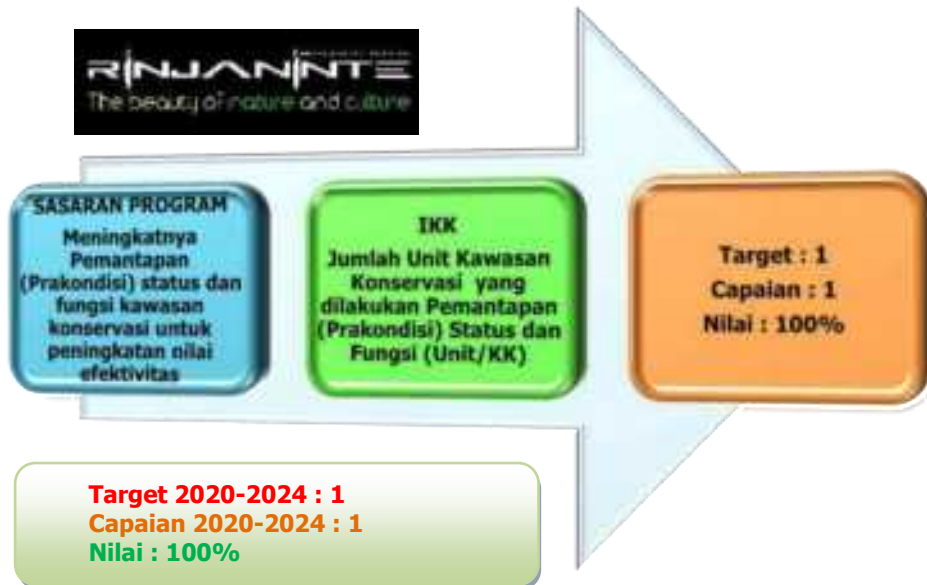 RINJANINTE
The beauty of nature and culture
SASARAN PROGRAM
Meningkatnya
Pemantapan
(Prakondisi) status dan
fungsi kawasan
konservasi untuk
peningkatan nilai
efektivitas
IKK
Jumlah Unit Kawasan
Konservasi yang
dilakukan Pemantapan
(Prakondisi) Status dan
Fungsi (Unit/KK)
Target : 1
Capaian : 1
Nilai : 100%
Target 2020-2024 : 1
Capaian 2020-2024 : 1
Nilai : 100%